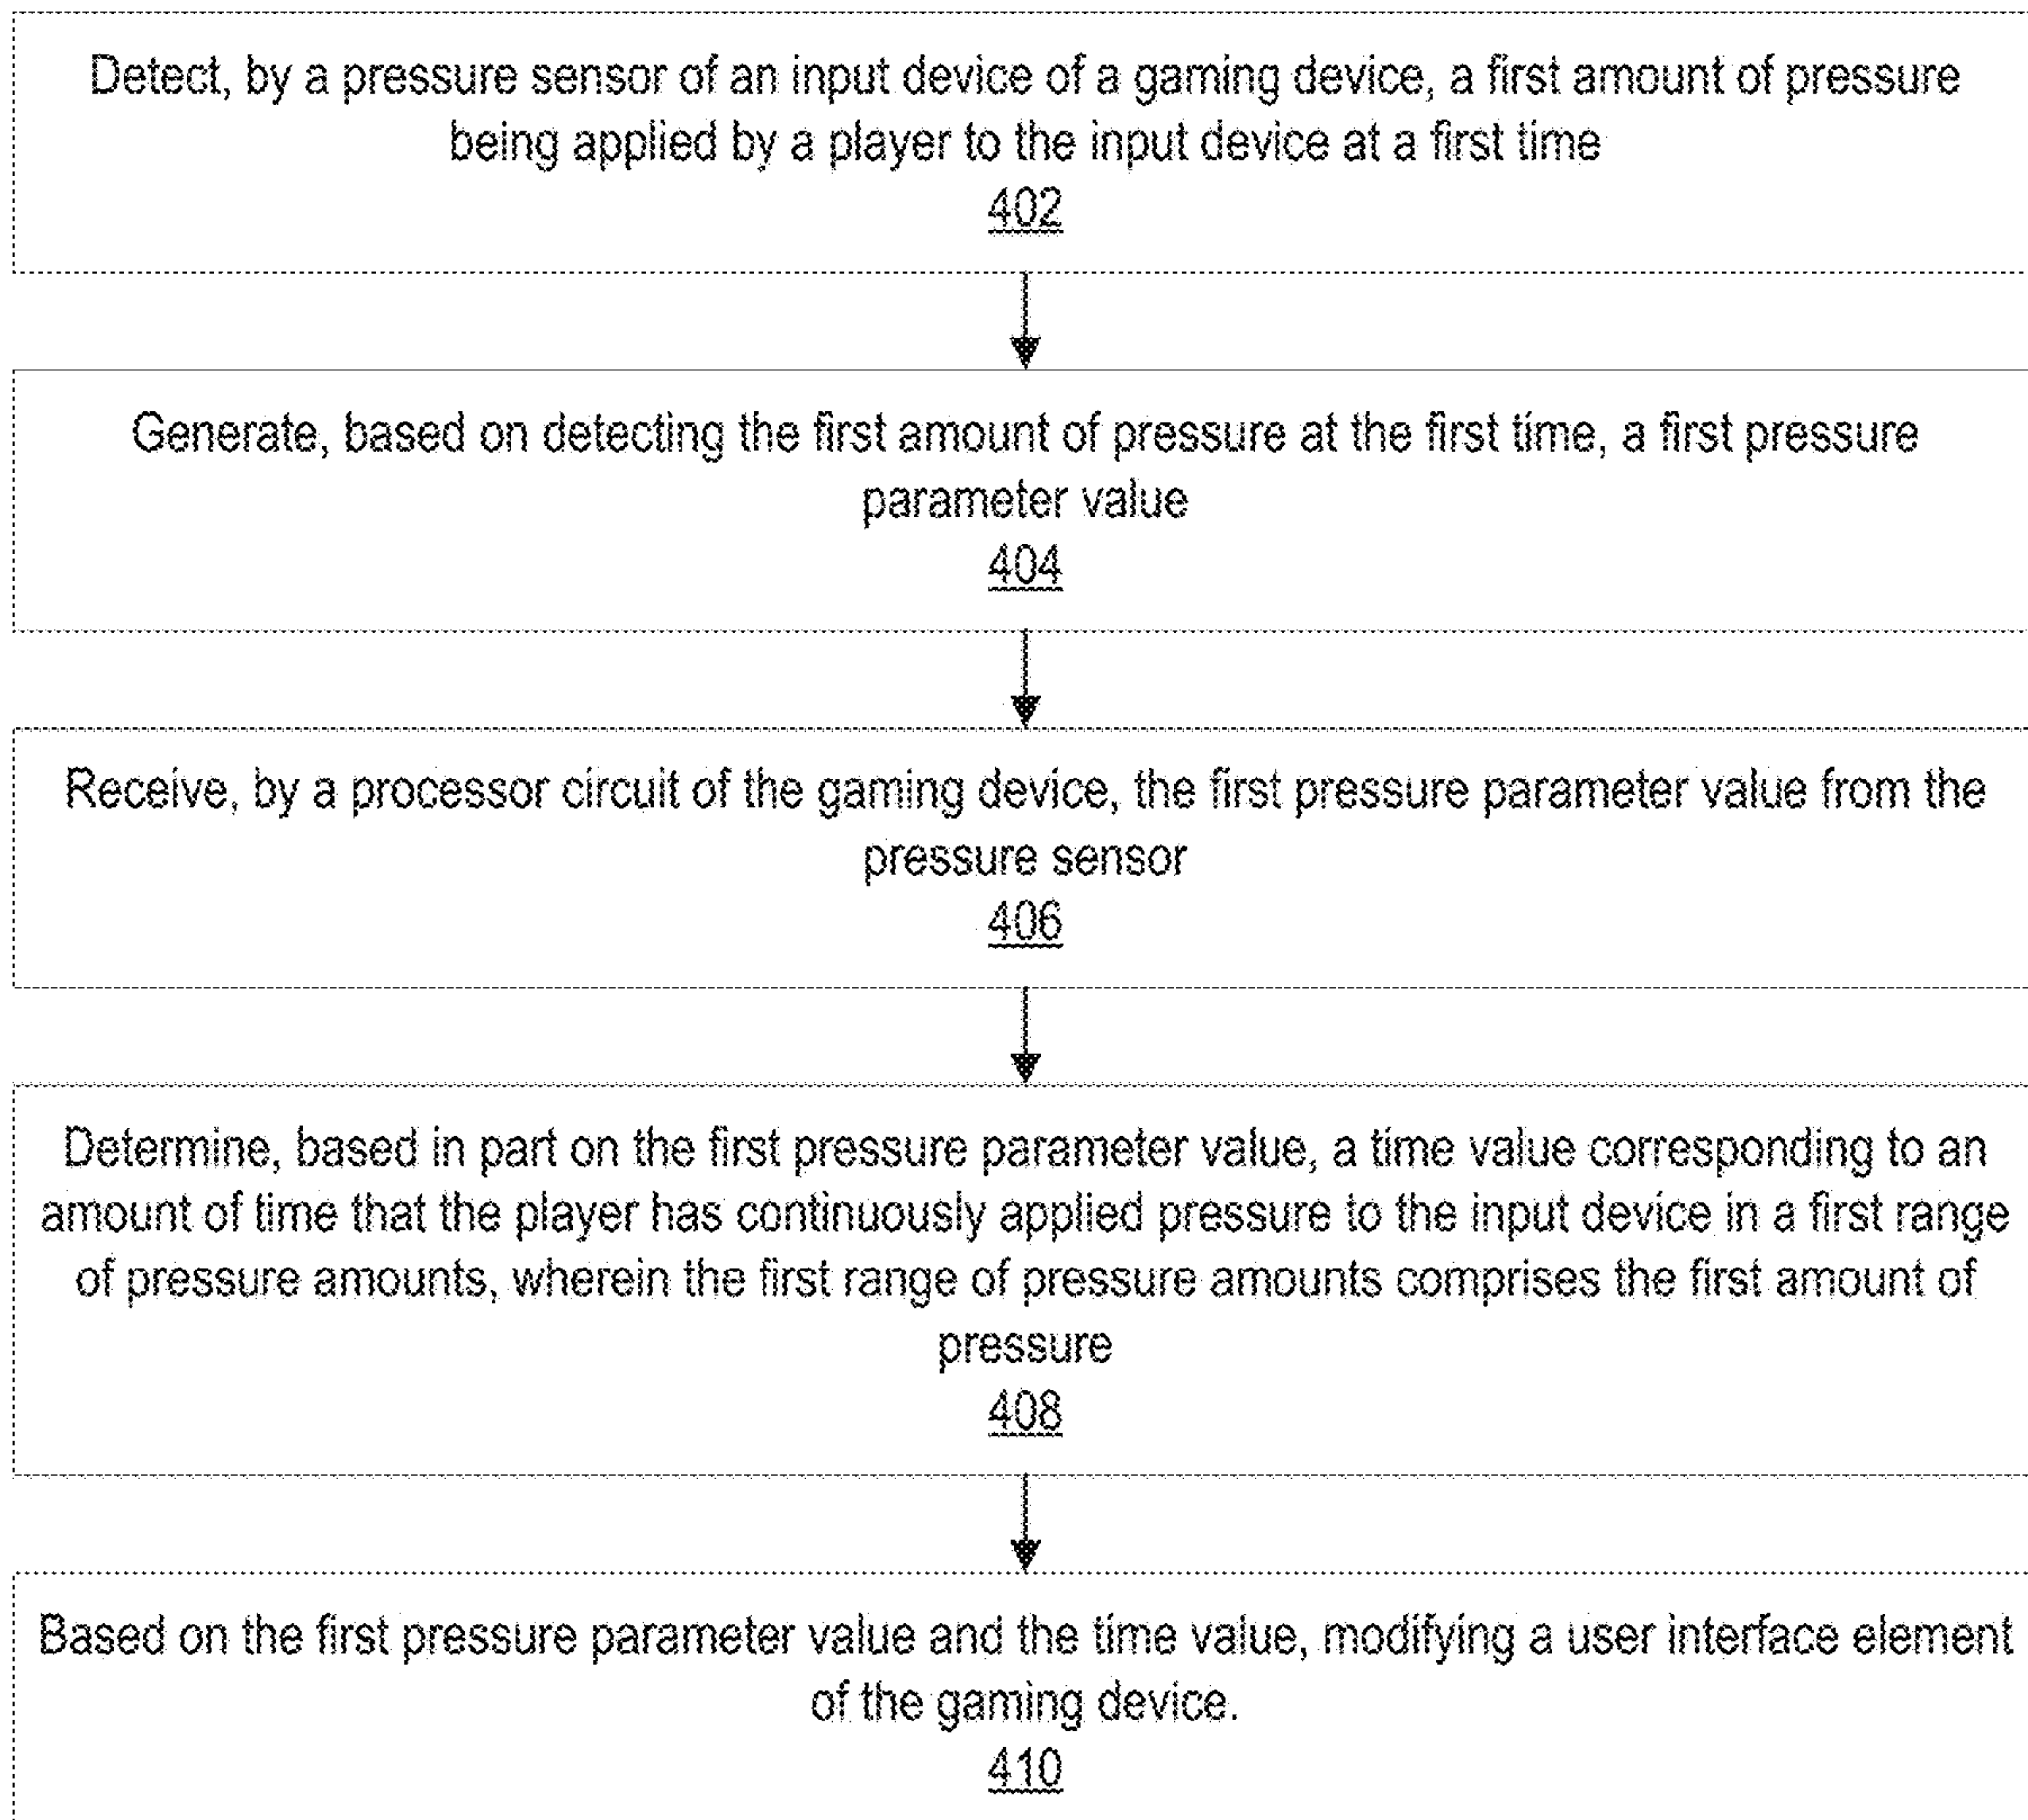 Detect, by a pressure sensor of an input device of a gaming device, a first amount of pressure
being applied by a player to the input device at a first time
402
Generate, based on detecting the first amount of pressure at the first time, a first pressure
parameter value
404
Receive, by a processor circuit of the gaming device, the first pressure parameter value from the
pressure sensor
406
Determine, based in part on the first pressure parameter value, a time value corresponding to an
amount of time that the player has continuously applied pressure to the input device in a first range
of pressure amounts, wherein the first range of pressure amounts comprises the first amount of
pressure
408
Based on the first pressure parameter value and the time value, modifying a user interface element
of the gaming device.
410